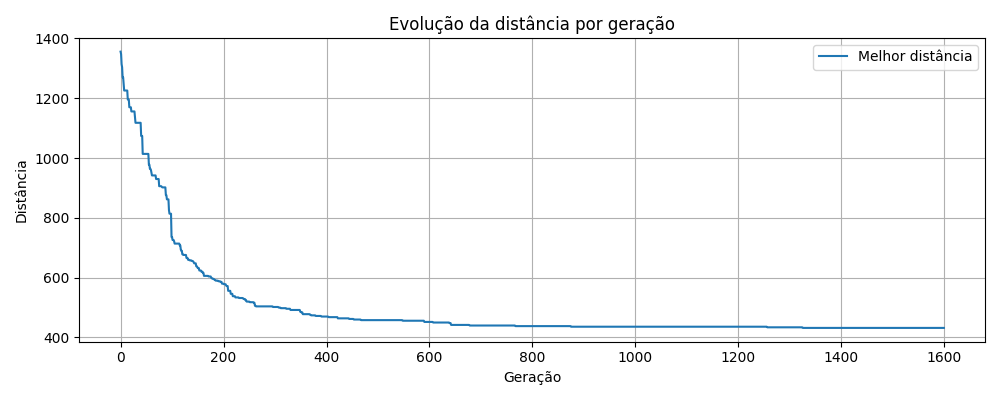 Evolução da distância por geração
Melhor distância
Distância
1400
1200
1000
800
600
400
0 200 400 600 800 1000 1200 1400 1600
Geração